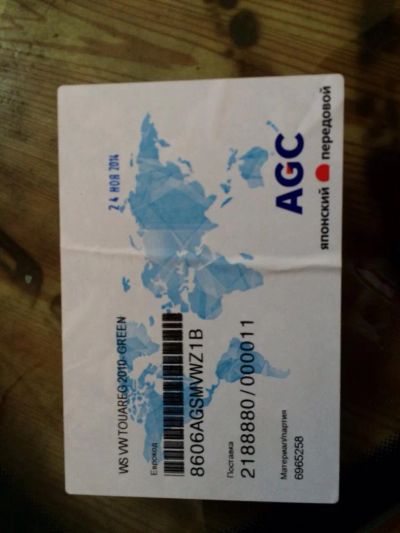 WS VW TOUAREG 2010- GREEN
Еврокод
8606AGSMVWZ1B
Поставка
2188880/000011
Материал/партия
6965258
24 НОЯ 2014
AGC
японский передовой